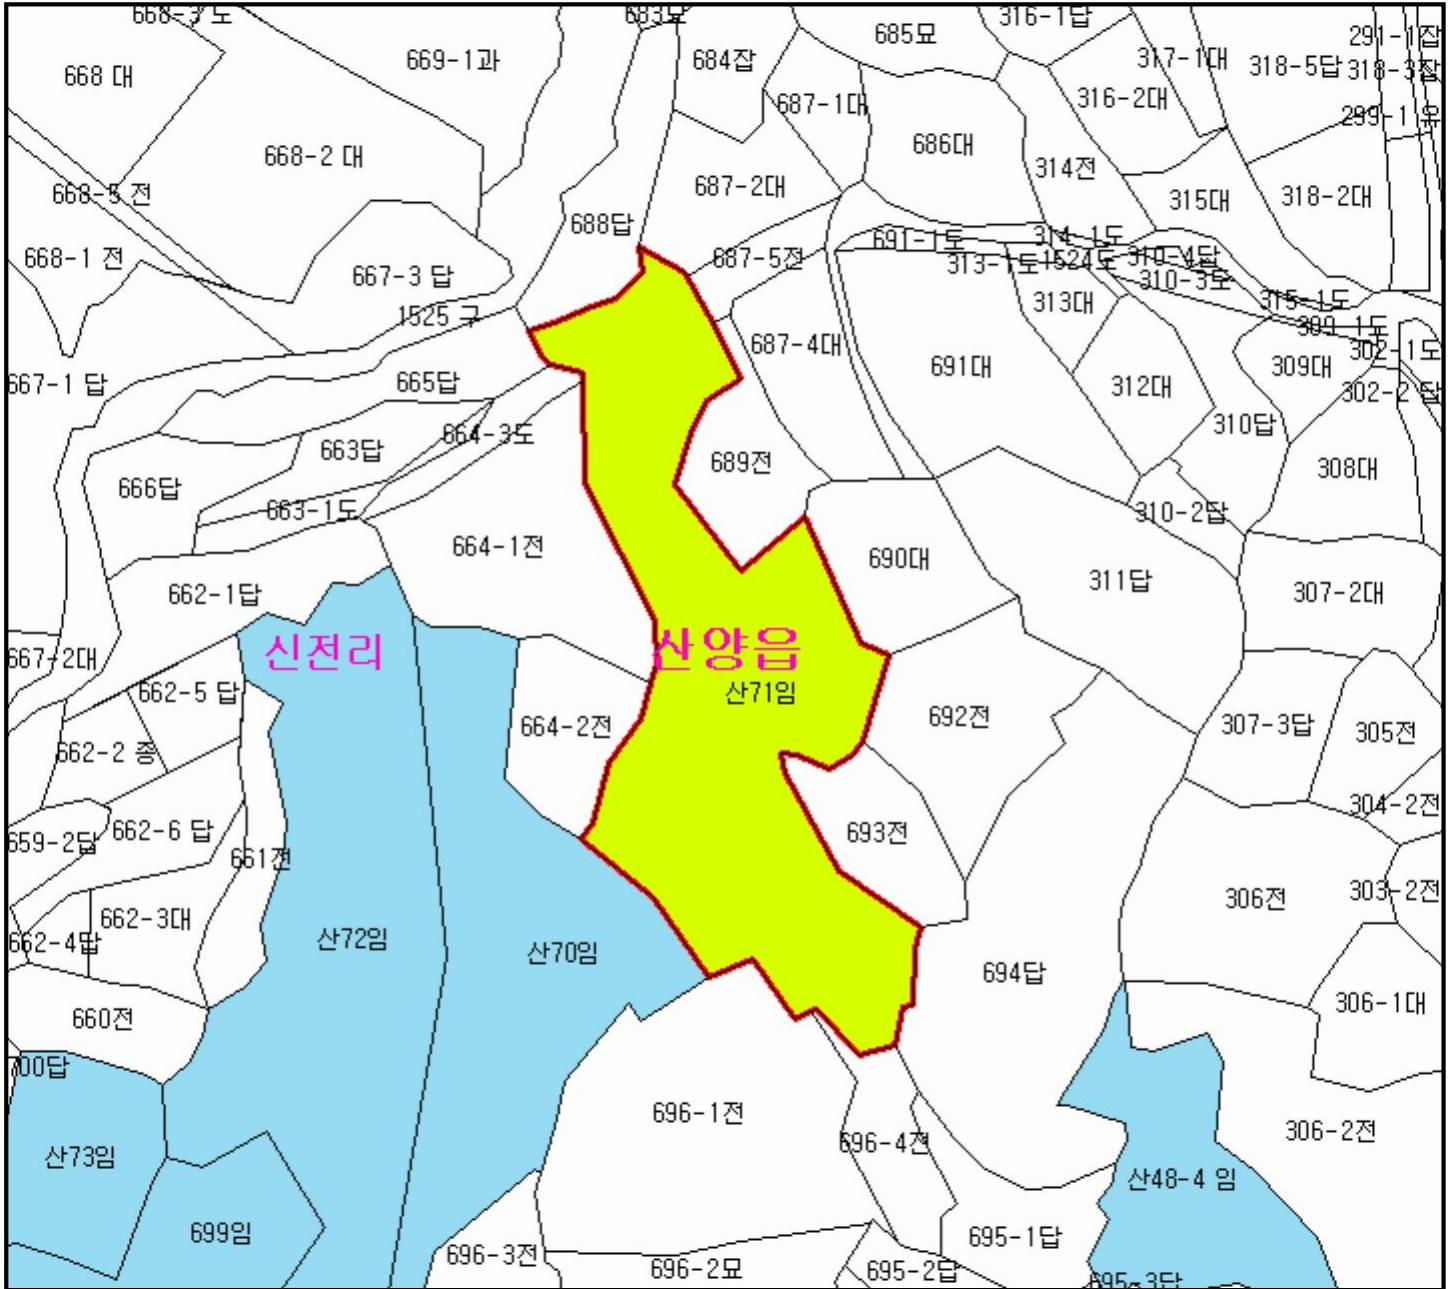 668-3 도
683묘
316-1답
685묘
291-1잡
317-1대
669-1과
684잡
318-5답
318-3잡
668 대
316-2대
687-1대
299-1유
686대
668-2 대
314전
687-2대
668-5 전
315대
318-2대
688답
691-1도
314-1도
668-1 전
687-5전
310-4답
313-1도
1524도
667-3 답
310-3도
315-1도
313대
1525 구
309-1도
687-4대
302-1도
691대
309대
667-1 답
665답
312대
302-2 답
310답
664-3도
663답
689전
308대
666답
663-1도
310-2답
664-1전
690대
311답
662-1답
307-2대
신전리
산양읍
667-2대
662-5 답
산71임
692전
664-2전
307-3답
305전
662-2 종
304-2전
662-6 답
693전
659-2답
661전
303-2전
306전
662-3대
662-4답
산72임
산70임
694답
306-1대
660전
00답
696-1전
696-4전
306-2전
산73임
산48-4 임
699임
695-1답
696-3전
696-2묘
695-2답
695-3답